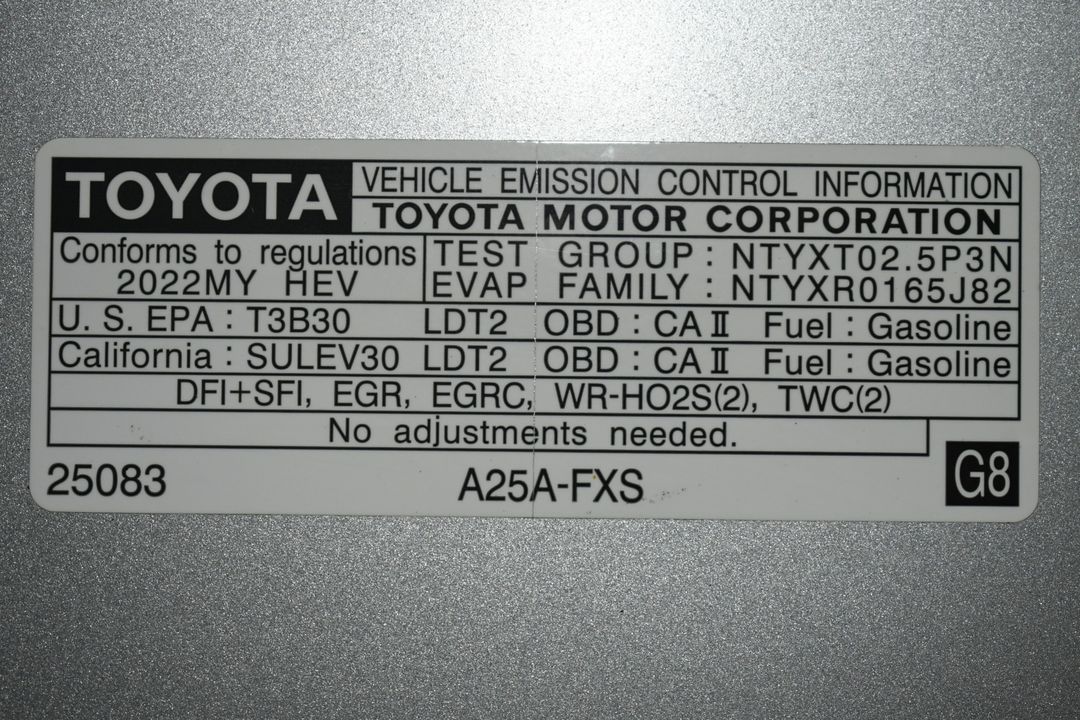 TOYOTA
VEHICLE EMISSION CONTROL INFORMATION
TOYOTA MOTOR CORPORATION
Conforms to regulations
2022MY HEV
TEST GROUP : NTYXT02.5P3N
EVAP FAMILY : NTYXR0165J82
U. S. EPA : T3B30 LDT2 OBD : CA II Fuel : Gasoline
California : SULEV30 LDT2 OBD : CA II Fuel : Gasoline
DFI+SFI, EGR, EGRC, WR-HO2S(2), TWC(2)
No adjustments needed.
25083 A25A-FXS G8